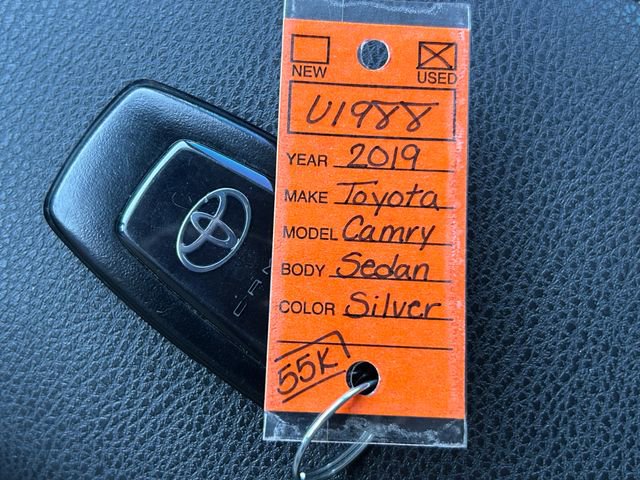 NEW USED
U1988
YEAR 2019
MAKE Toyota
MODEL Camry
BODY Sedan
COLOR Silver
55K